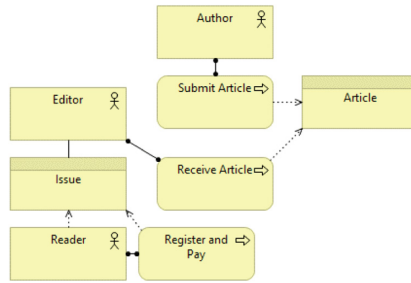 Author
Submit Article
Article
Editor
Receive Article
Issue
Reader
Register and
Pay